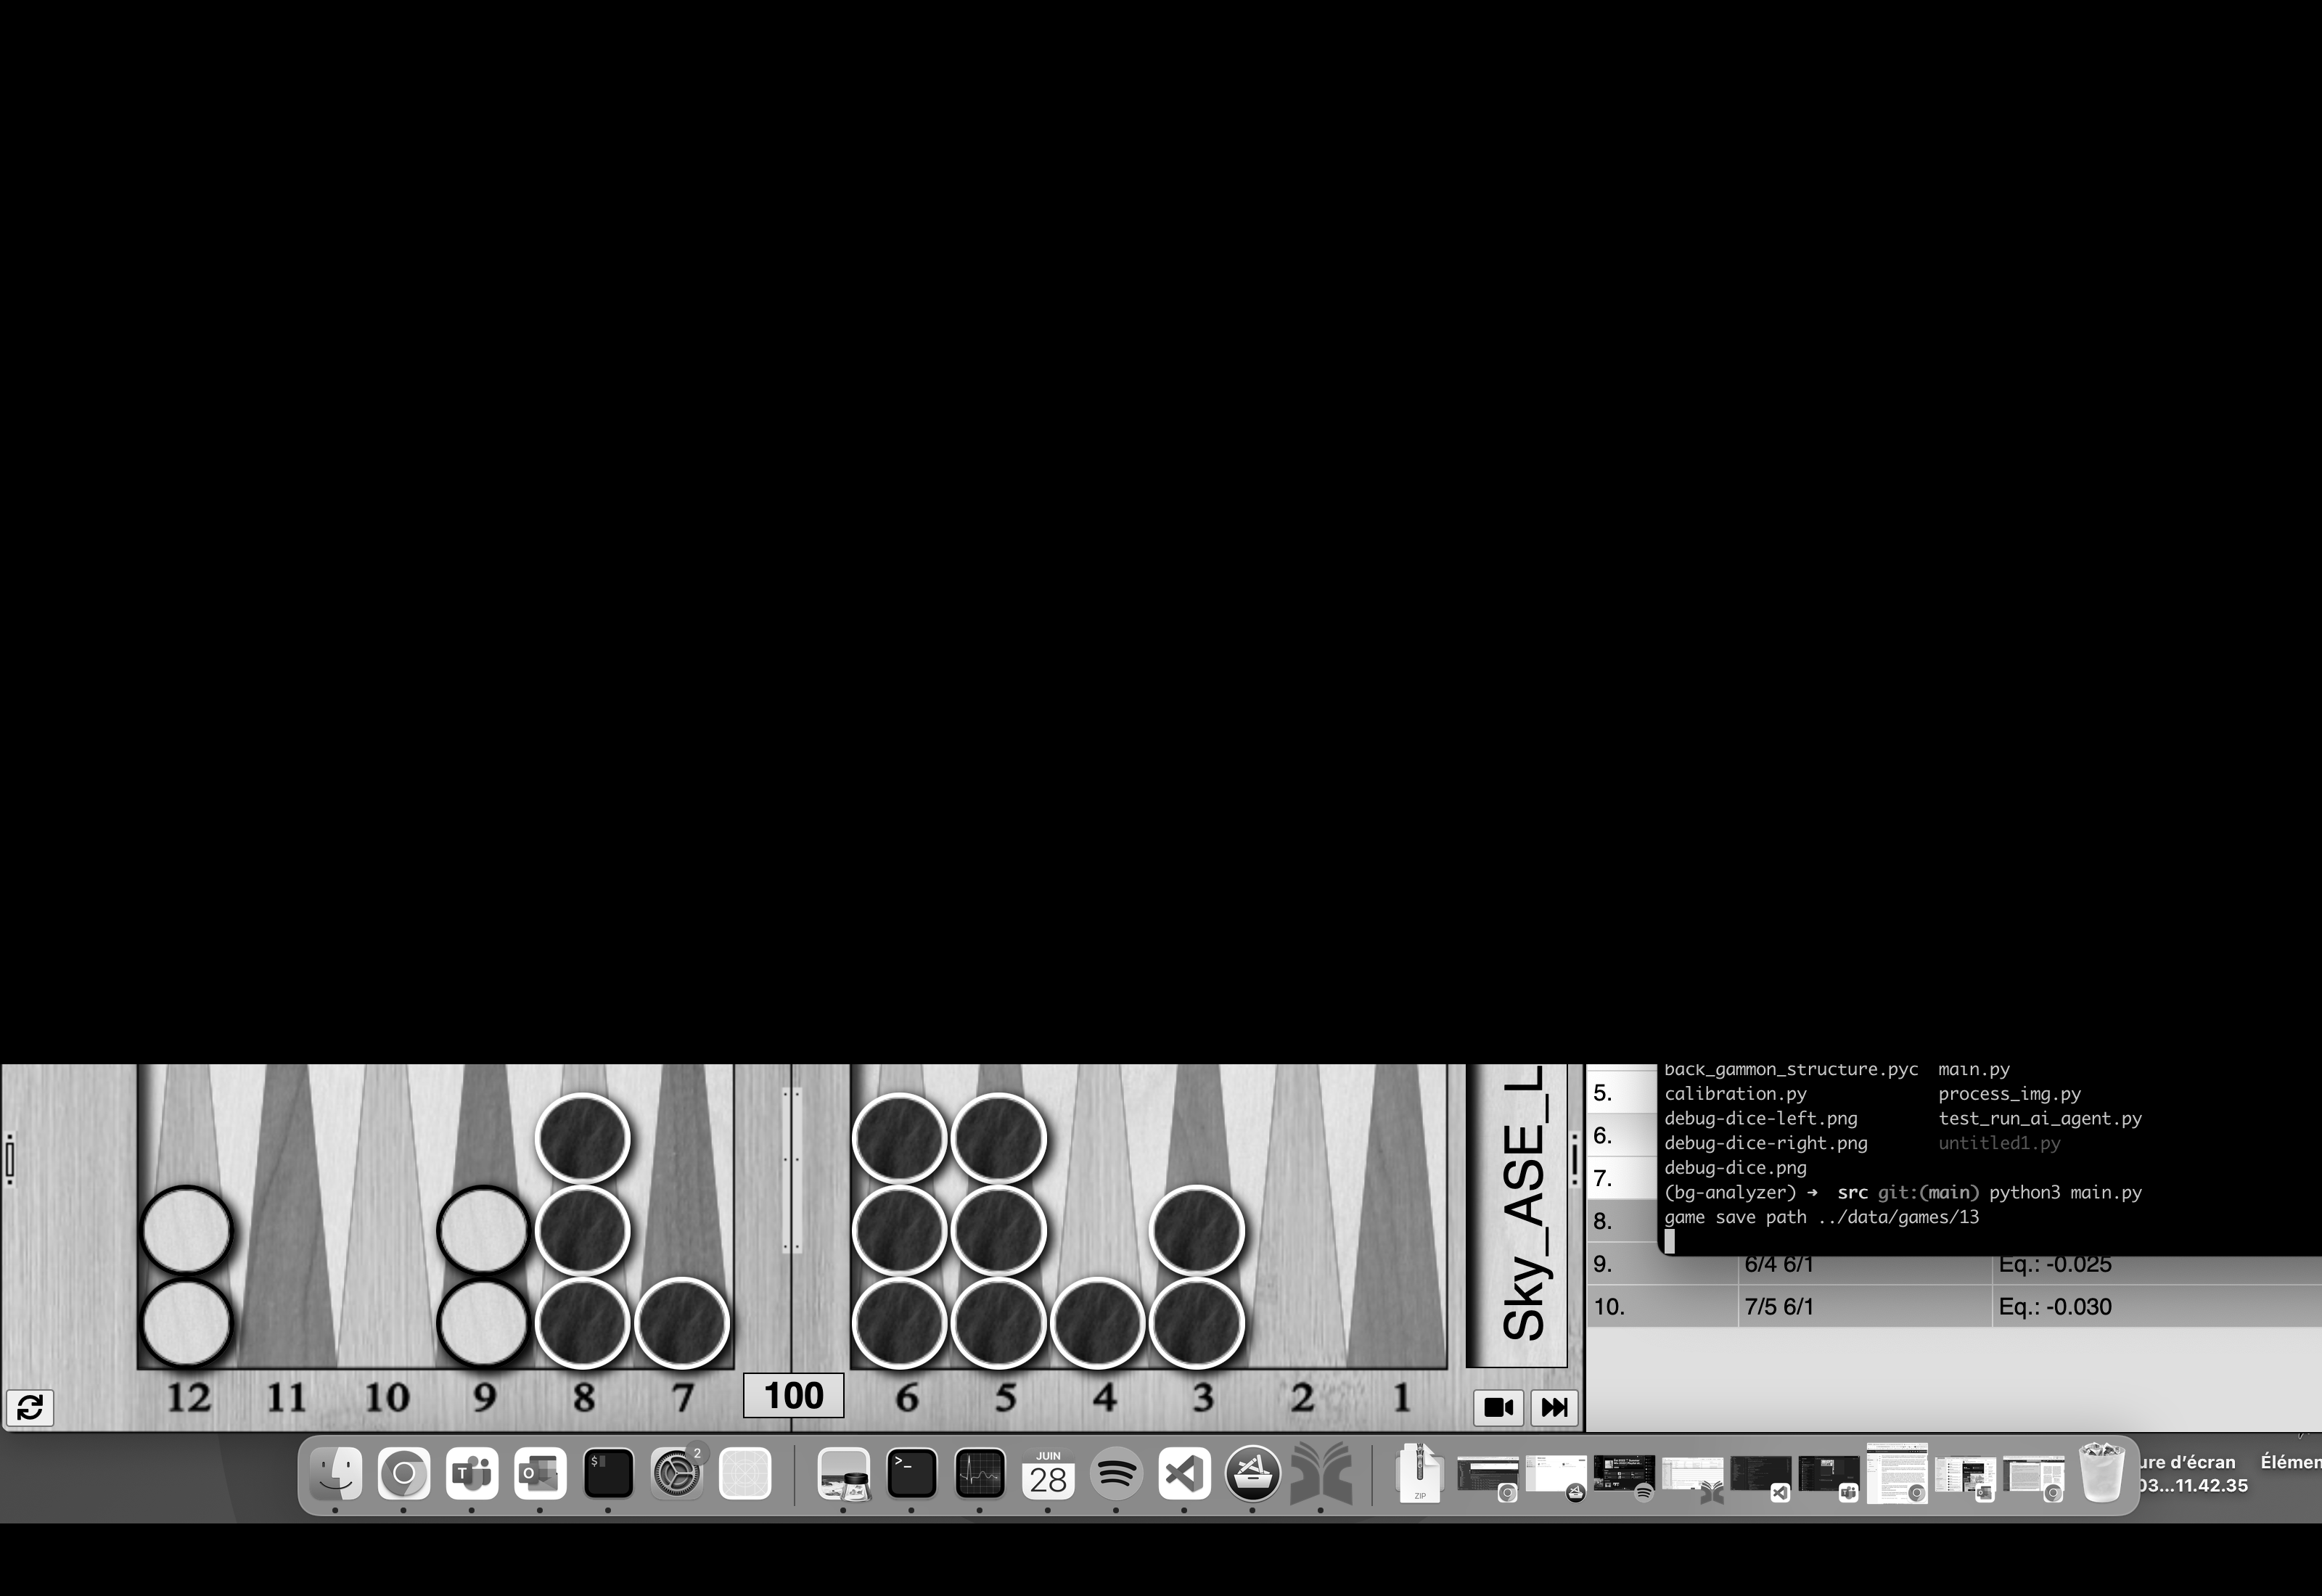 back_gammon_structure.pyc main.py
calibration.py process_img.py
debug-dice-left.png test_run_ai_agent.py
debug-dice-right.png untitled1.py
debug-dice.png
(bg-analyzer) ➜ src git:(main) python3 main.py
game save path ../data/games/13
5.
6.
7.
8.
9. 6/4 6/1 Eq.: -0.025
10. 7/5 6/1 Eq.: -0.030
Sky_ASE_L
12 11 10 9 8 7 100 6 5 4 3 2 1
2
$
>_
JUIN
28
T
O
ZIP
ure d'écran
03...11.42.35
Élémen